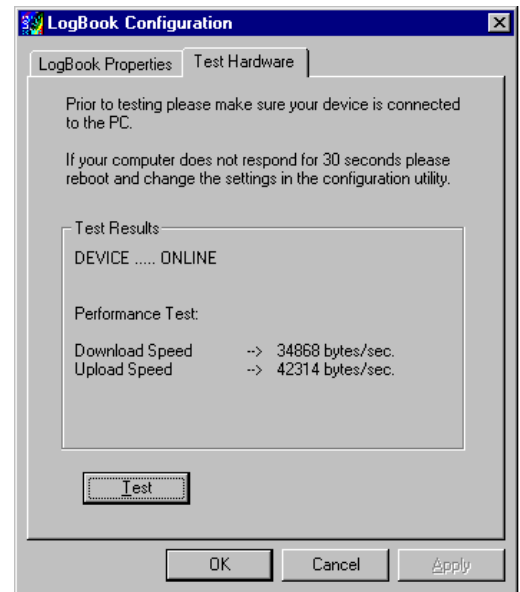 LogBook Configuration
LogBook Properties
Test Hardware
Prior to testing please make sure your device is connected
to the PC.
If your computer does not respond for 30 seconds please
reboot and change the settings in the configuration utility.
Test Results
DEVICE ..... ONLINE
Performance Test:
Download Speed --> 34868 bytes/sec.
Upload Speed --> 42314 bytes/sec.
Test
OK Cancel Apply